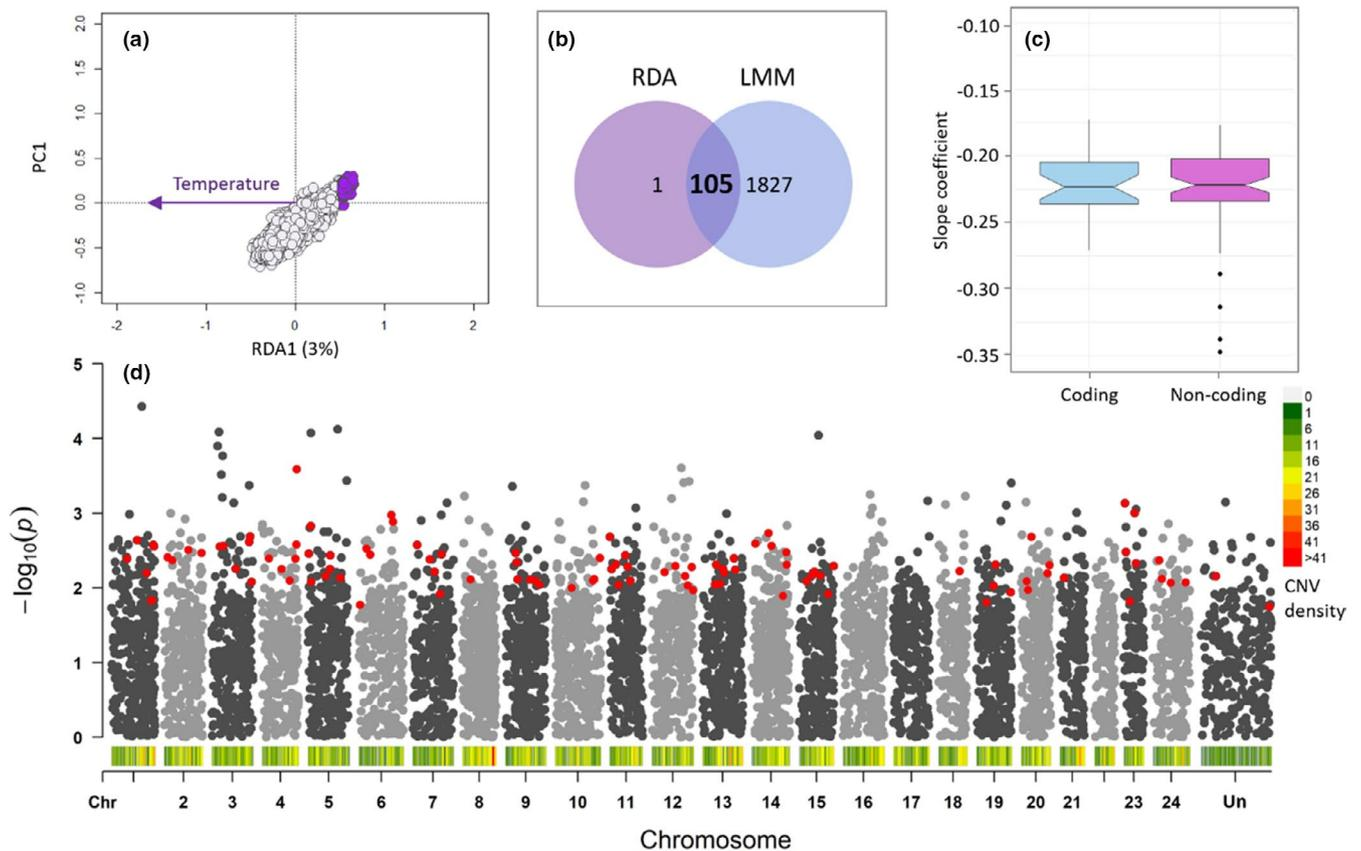 (a)
2.0
1.5
1.0
0.5
0.0
-0.5
-1.0
PC1
Temperature
-2 -1 0 1 2
RDA1 (3%)
(b)
RDA LMM
1 105 1827
(c)
-0.10
-0.15
-0.20
-0.25
-0.30
-0.35
Slope coefficient
Coding Non-coding
(d)
5
4
3
2
1
0
−log10(p)
0
1
6
11
16
21
26
31
36
41
>41
CNV
density
Chr 2 3 4 5 6 7 8 9 10 11 12 13 14 15 16 17 18 19 20 21 23 24 Un
Chromosome